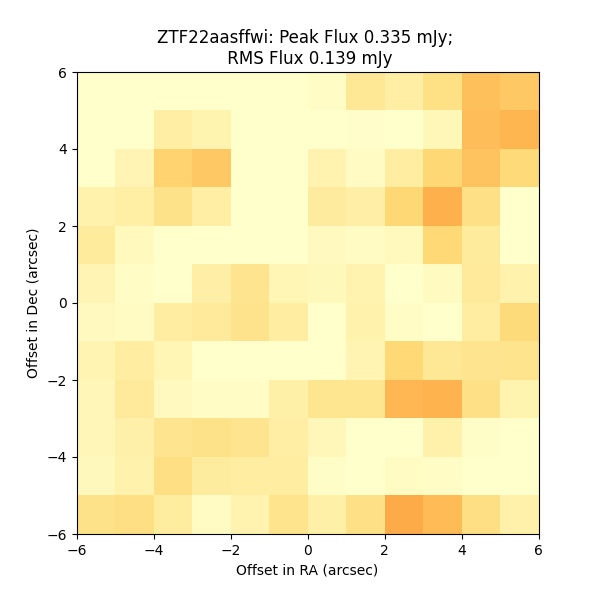 ZTF22aasffwi: Peak Flux 0.335 mJy;
RMS Flux 0.139 mJy
6
4
2
0
−2
−4
−6
Offset in Dec (arcsec)
−6 −4 −2 0 2 4 6
Offset in RA (arcsec)